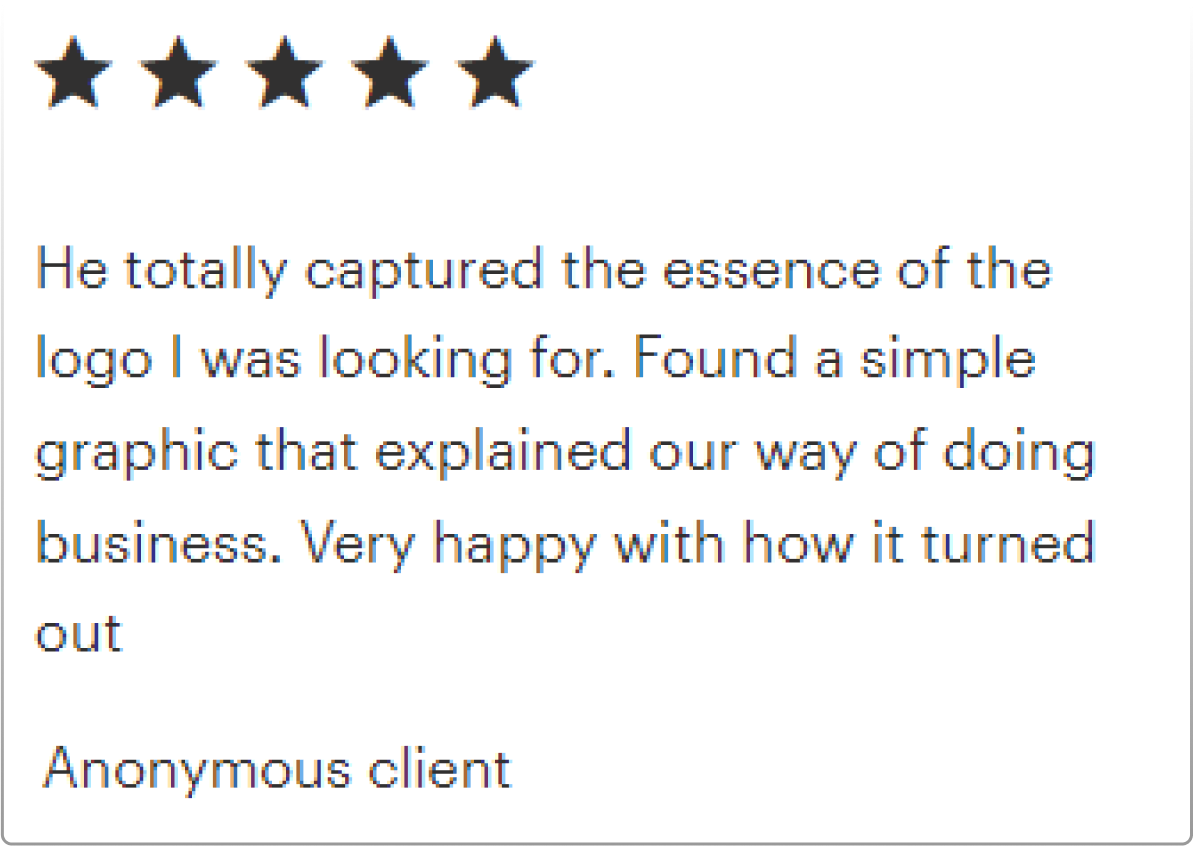 He totally captured the essence of the
logo I was looking for. Found a simple
graphic that explained our way of doing
business. Very happy with how it turned
out
Anonymous client